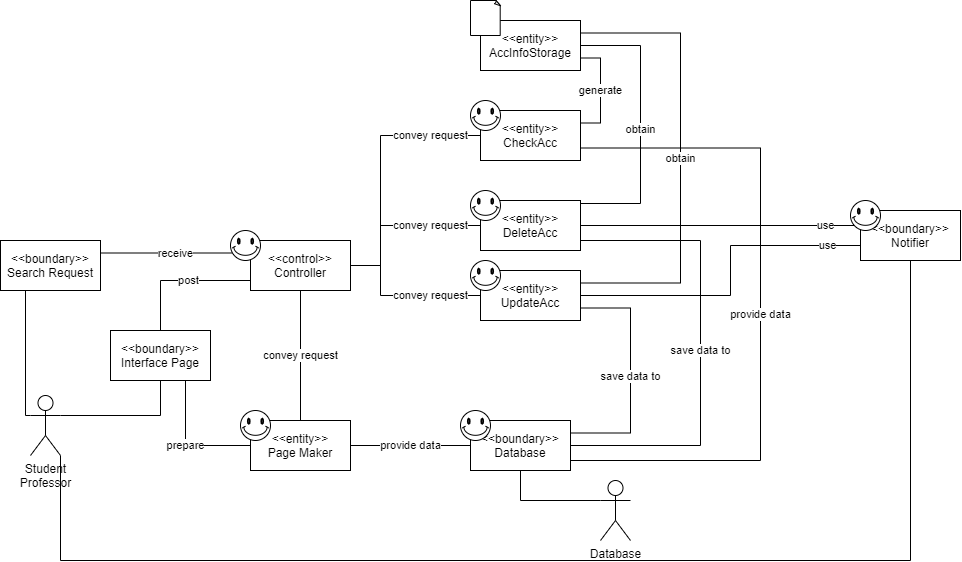 <<entity>>
AccInfoStorage
generate
<<entity>>
CheckAcc
convey request
obtain
obtain
<<entity>>
DeleteAcc
convey request
use
<<boundary>>
Notifier
use
<<boundary>>
Search Request
receive
<<control>>
Controller
post
<<entity>>
UpdateAcc
convey request
provide data
<<boundary>>
Interface Page
convey request
save data to
save data to
prepare
<<entity>>
Page Maker
provide data
<<boundary>>
Database
Student
Professor
Database